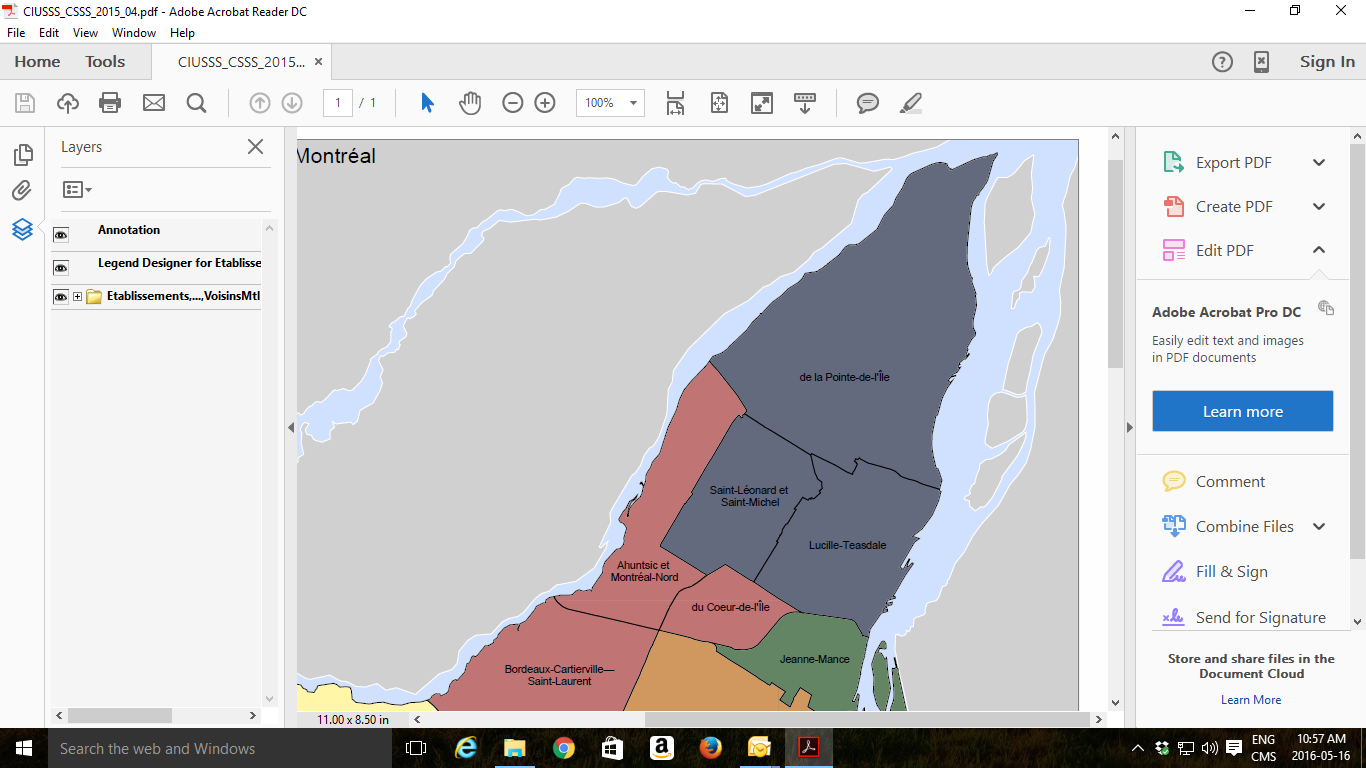 CIUSSS_CSSS_2015_04.pdf - Adobe Acrobat Reader DC
File Edit View Window Help
Home Tools CIUSSS_CSSS_2015... × Sign In
1 / 1 100%
Layers
Annotation
Legend Designer for Etablisse
Etablissements,...,VoisinsMtl
Montréal
de la Pointe-de-l'Île
Saint-Léonard et
Saint-Michel
Lucille-Teasdale
Ahuntsic et
Montréal-Nord
du Coeur-de-l'Île
Jeanne-Mance
Bordeaux-Cartierville—
Saint-Laurent
11.00 x 8.50 in
Export PDF
Create PDF
Edit PDF
Adobe Acrobat Pro DC
Easily edit text and images
in PDF documents
Learn more
Comment
Combine Files
Fill & Sign
Send for Signature
Store and share files in the
Document Cloud
Learn More
Search the web and Windows
ENG
CMS
10:57 AM
2016-05-16